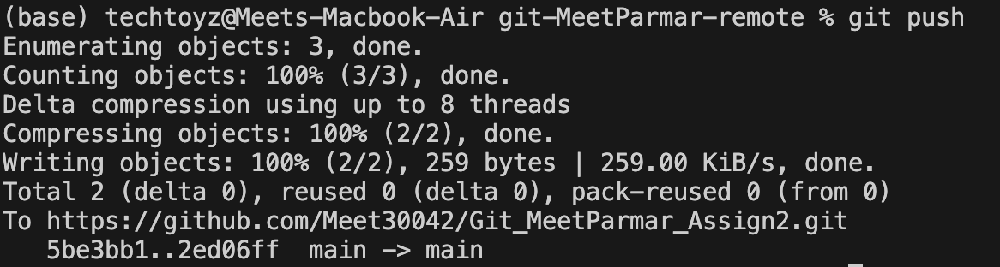 (base) techtoyz@Meets-Macbook-Air git-MeetParmar-remote % git push
Enumerating objects: 3, done.
Counting objects: 100% (3/3), done.
Delta compression using up to 8 threads
Compressing objects: 100% (2/2), done.
Writing objects: 100% (2/2), 259 bytes | 259.00 KiB/s, done.
Total 2 (delta 0), reused 0 (delta 0), pack-reused 0 (from 0)
To https://github.com/Meet30042/Git_MeetParmar_Assign2.git
   5be3bb1..2ed06ff  main -> main